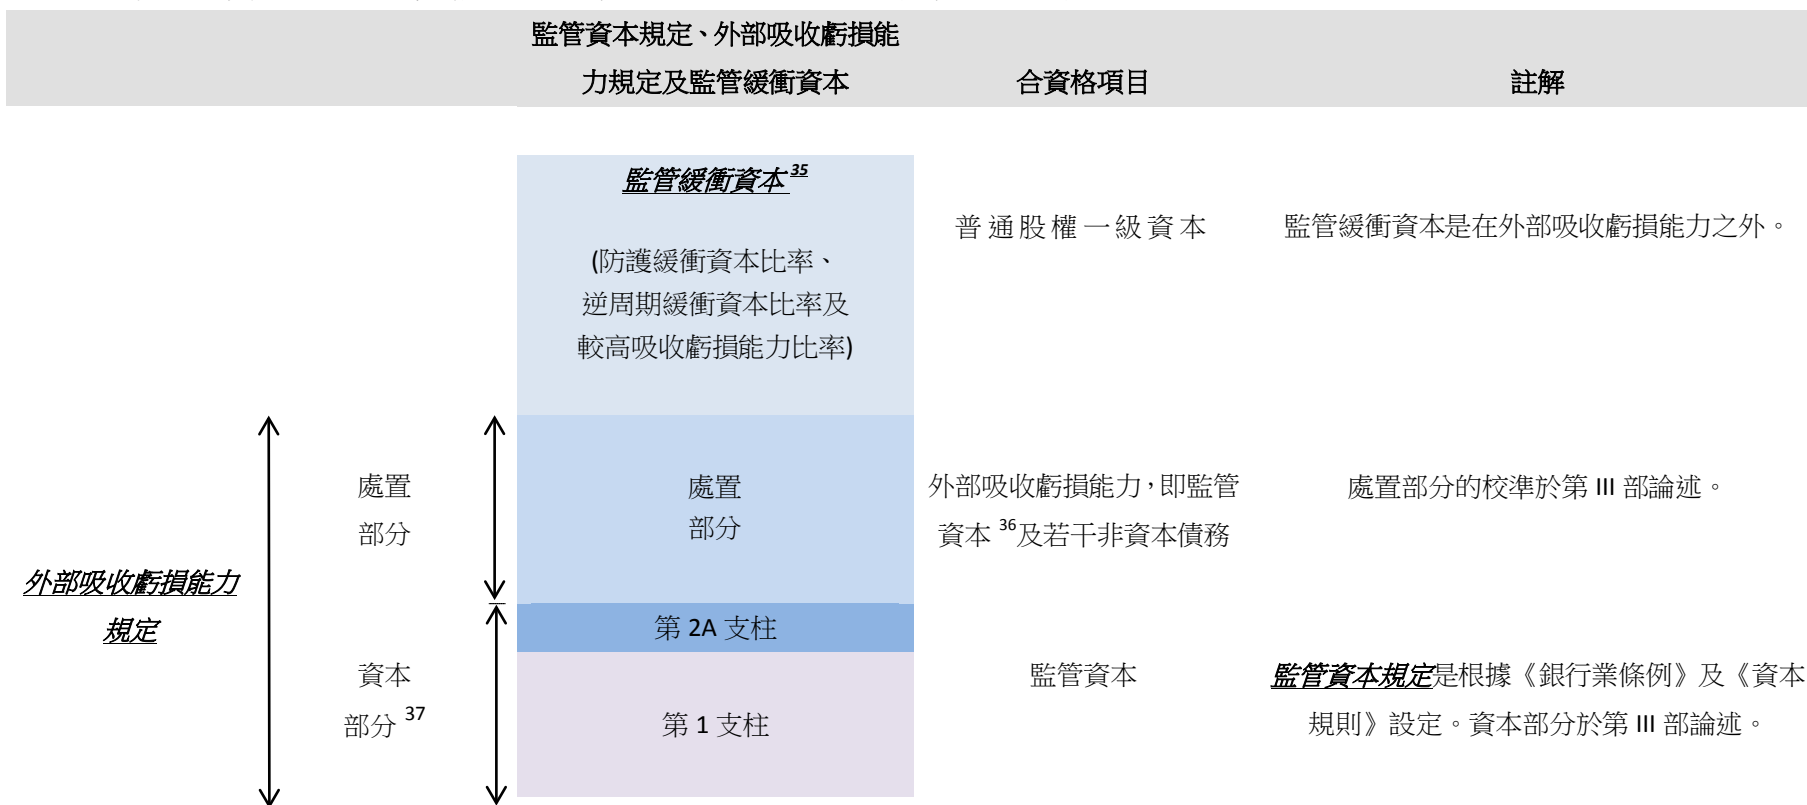 監管資本規定、外部吸收虧損能
力規定及監管緩衝資本
合資格項目
註解
監管緩衝資本 35
(防護緩衝資本比率、
逆周期緩衝資本比率及
較高吸收虧損能力比率)
普通股權一級資本
監管緩衝資本是在外部吸收虧損能力之外。
外部吸收虧損能力
規定
處置
部分
處置
部分
外部吸收虧損能力，即監管
資本 36及若干非資本債務
處置部分的校準於第 III 部論述。
第 2A 支柱
資本
部分 37
第 1 支柱
監管資本
監管資本規定是根據《銀行業條例》及《資本
規則》設定。資本部分於第 III 部論述。